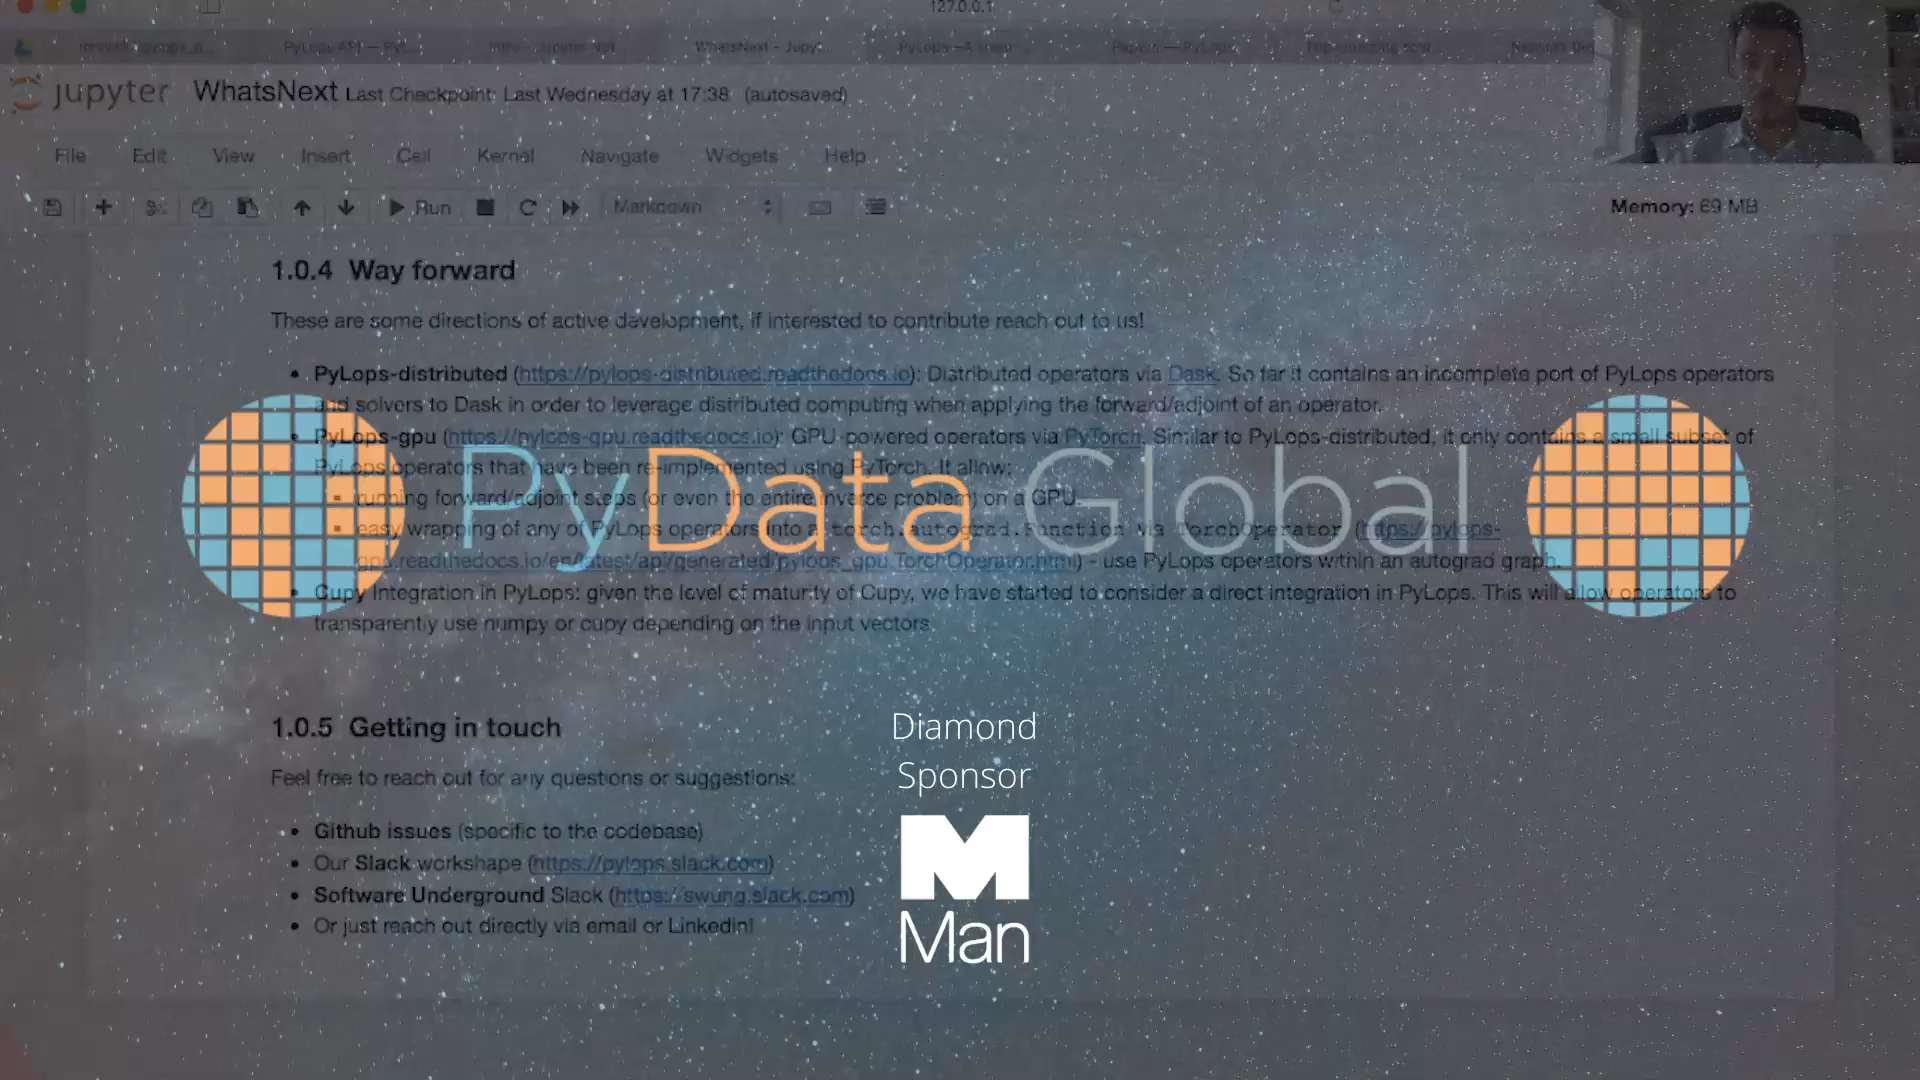 127.0.0.1
PyLops API — PyL...
Intro - Jupyter Not...
WhatsNext - Jupy...
jupyter WhatsNext Last Checkpoint: Last Wednesday at 17:38 (autosaved)
File Edit View Insert Cell Kernel Navigate Widgets Help
Run Markdown Memory: 69 MB
1.0.4 Way forward
These are some directions of active development, if interested to contribute reach out to us!
• PyLops-distributed (https://pylops-distributed.readthedocs.io): Distributed operators via Dask. So far it contains an incomplete port of PyLops operators
and solvers to Dask in order to leverage distributed computing when applying the forward/adjoint of an operator.
• PyLops-gpu (https://pylops-gpu.readthedocs.io): GPU-powered operators via PyTorch. Similar to PyLops-distributed, it only contains a small subset of
PyLops operators that have been re-implemented using PyTorch. It allow:
▪ running forward/adjoint steps (or even the entire inverse problem) on a GPU.
▪ easy wrapping of any of PyLops operators into a torch.autograd.Function via TorchOperator (https://pylops-
gpu.readthedocs.io/en/latest/api/generated/pylops_gpu.TorchOperator.html) - use PyLops operators within an autograd graph.
• Cupy Integration in PyLops: given the level of maturity of Cupy, we have started to consider a direct integration in PyLops. This will allow operators to
transparently use numpy or cupy depending on the input vectors
PyData Global
1.0.5 Getting in touch
Feel free to reach out for any questions or suggestions:
• Github issues (specific to the codebase)
• Our Slack workshape (https://pylops.slack.com)
• Software Underground Slack (https://swung.slack.com)
• Or just reach out directly via email or Linkedin!
Diamond
Sponsor
Man